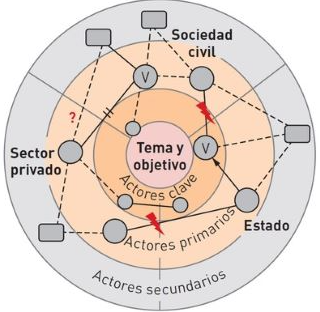 Sociedad
civil
V
?
V
Sector
privado
Tema y
objetivo
Actores clave
Actores primarios
Estado
Actores secundarios